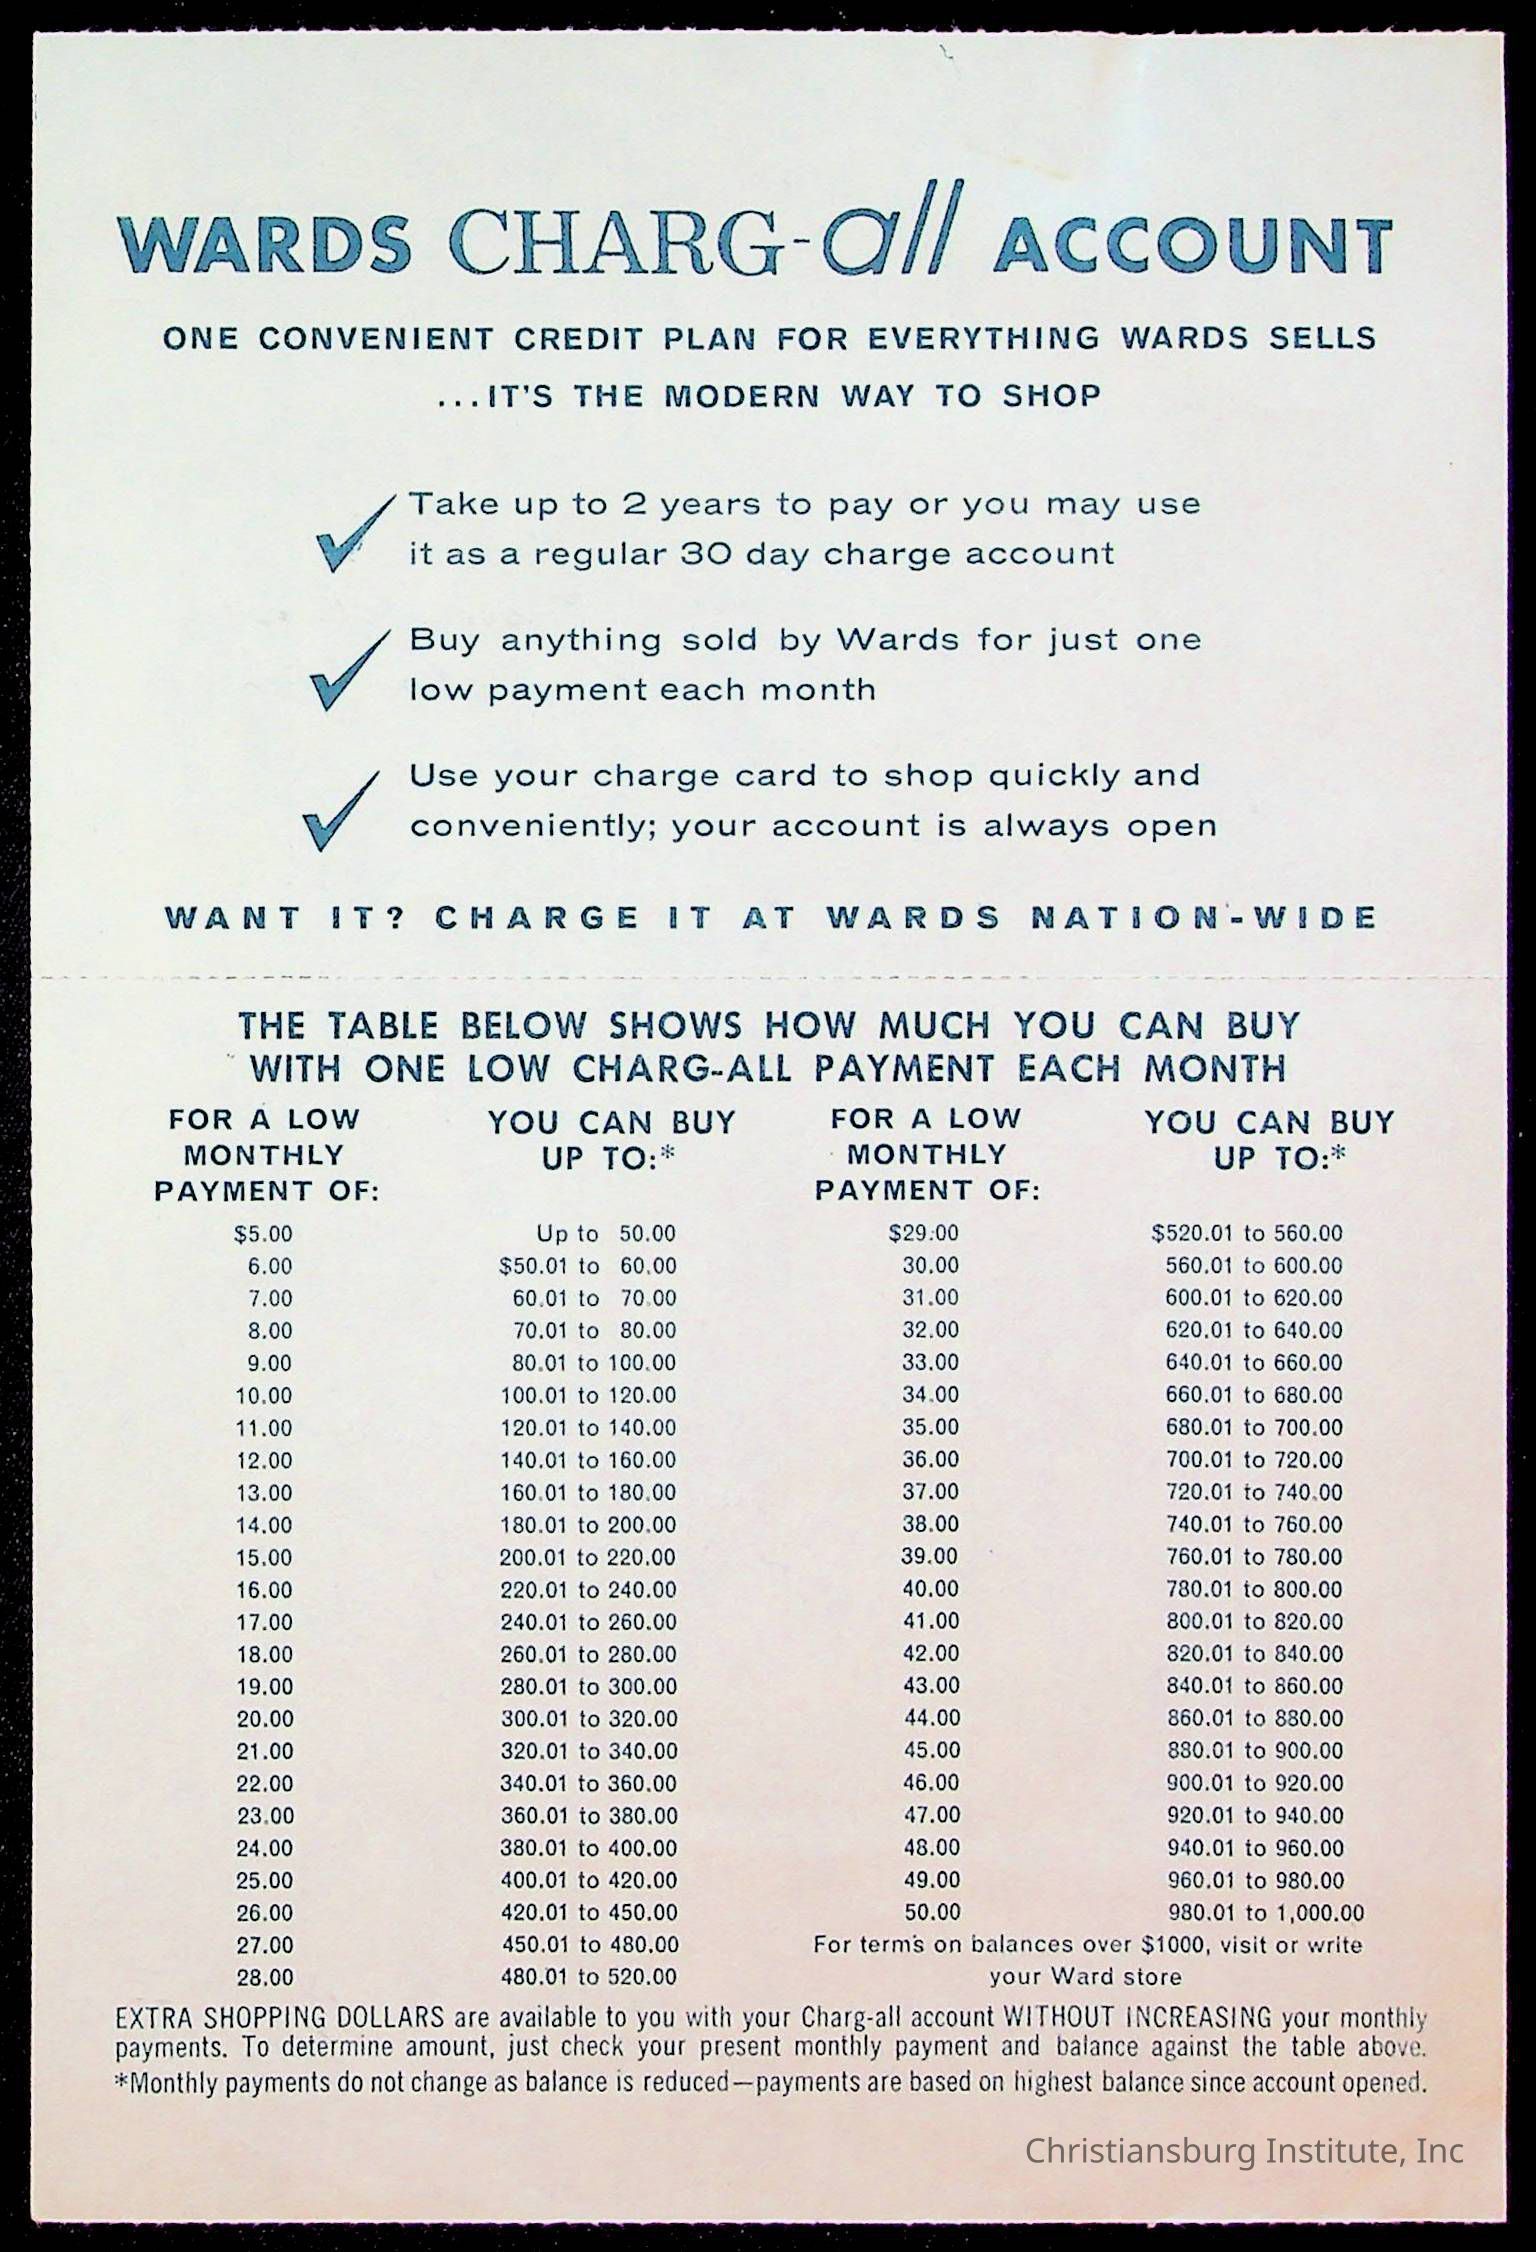 WARDS CHARG-all ACCOUNT
ONE CONVENIENT CREDIT PLAN FOR EVERYTHING WARDS SELLS
...IT'S THE MODERN WAY TO SHOP
Take up to 2 years to pay or you may use
it as a regular 30 day charge account
Buy anything sold by Wards for just one
low payment each month
Use your charge card to shop quickly and
conveniently; your account is always open
WANT IT? CHARGE IT AT WARDS NATION-WIDE
THE TABLE BELOW SHOWS HOW MUCH YOU CAN BUY
WITH ONE LOW CHARG-ALL PAYMENT EACH MONTH
FOR A LOW YOU CAN BUY FOR A LOW YOU CAN BUY
MONTHLY UP TO:* MONTHLY UP TO:*
PAYMENT OF: PAYMENT OF:
$5.00 Up to 50.00 $29.00 $520.01 to 560.00
6.00 $50.01 to 60.00 30.00 560.01 to 600.00
7.00 60.01 to 70.00 31.00 600.01 to 620.00
8.00 70.01 to 80.00 32.00 620.01 to 640.00
9.00 80.01 to 100.00 33.00 640.01 to 660.00
10.00 100.01 to 120.00 34.00 660.01 to 680.00
11.00 120.01 to 140.00 35.00 680.01 to 700.00
12.00 140.01 to 160.00 36.00 700.01 to 720.00
13.00 160.01 to 180.00 37.00 720.01 to 740.00
14.00 180.01 to 200.00 38.00 740.01 to 760.00
15.00 200.01 to 220.00 39.00 760.01 to 780.00
16.00 220.01 to 240.00 40.00 780.01 to 800.00
17.00 240.01 to 260.00 41.00 800.01 to 820.00
18.00 260.01 to 280.00 42.00 820.01 to 840.00
19.00 280.01 to 300.00 43.00 840.01 to 860.00
20.00 300.01 to 320.00 44.00 860.01 to 880.00
21.00 320.01 to 340.00 45.00 880.01 to 900.00
22.00 340.01 to 360.00 46.00 900.01 to 920.00
23.00 360.01 to 380.00 47.00 920.01 to 940.00
24.00 380.01 to 400.00 48.00 940.01 to 960.00
25.00 400.01 to 420.00 49.00 960.01 to 980.00
26.00 420.01 to 450.00 50.00 980.01 to 1,000.00
27.00 450.01 to 480.00 For terms on balances over $1000, visit or write
28.00 480.01 to 520.00 your Ward store
EXTRA SHOPPING DOLLARS are available to you with your Charg-all account WITHOUT INCREASING your monthly
payments. To determine amount, just check your present monthly payment and balance against the table above.
*Monthly payments do not change as balance is reduced—payments are based on highest balance since account opened.
Christiansburg Institute, Inc